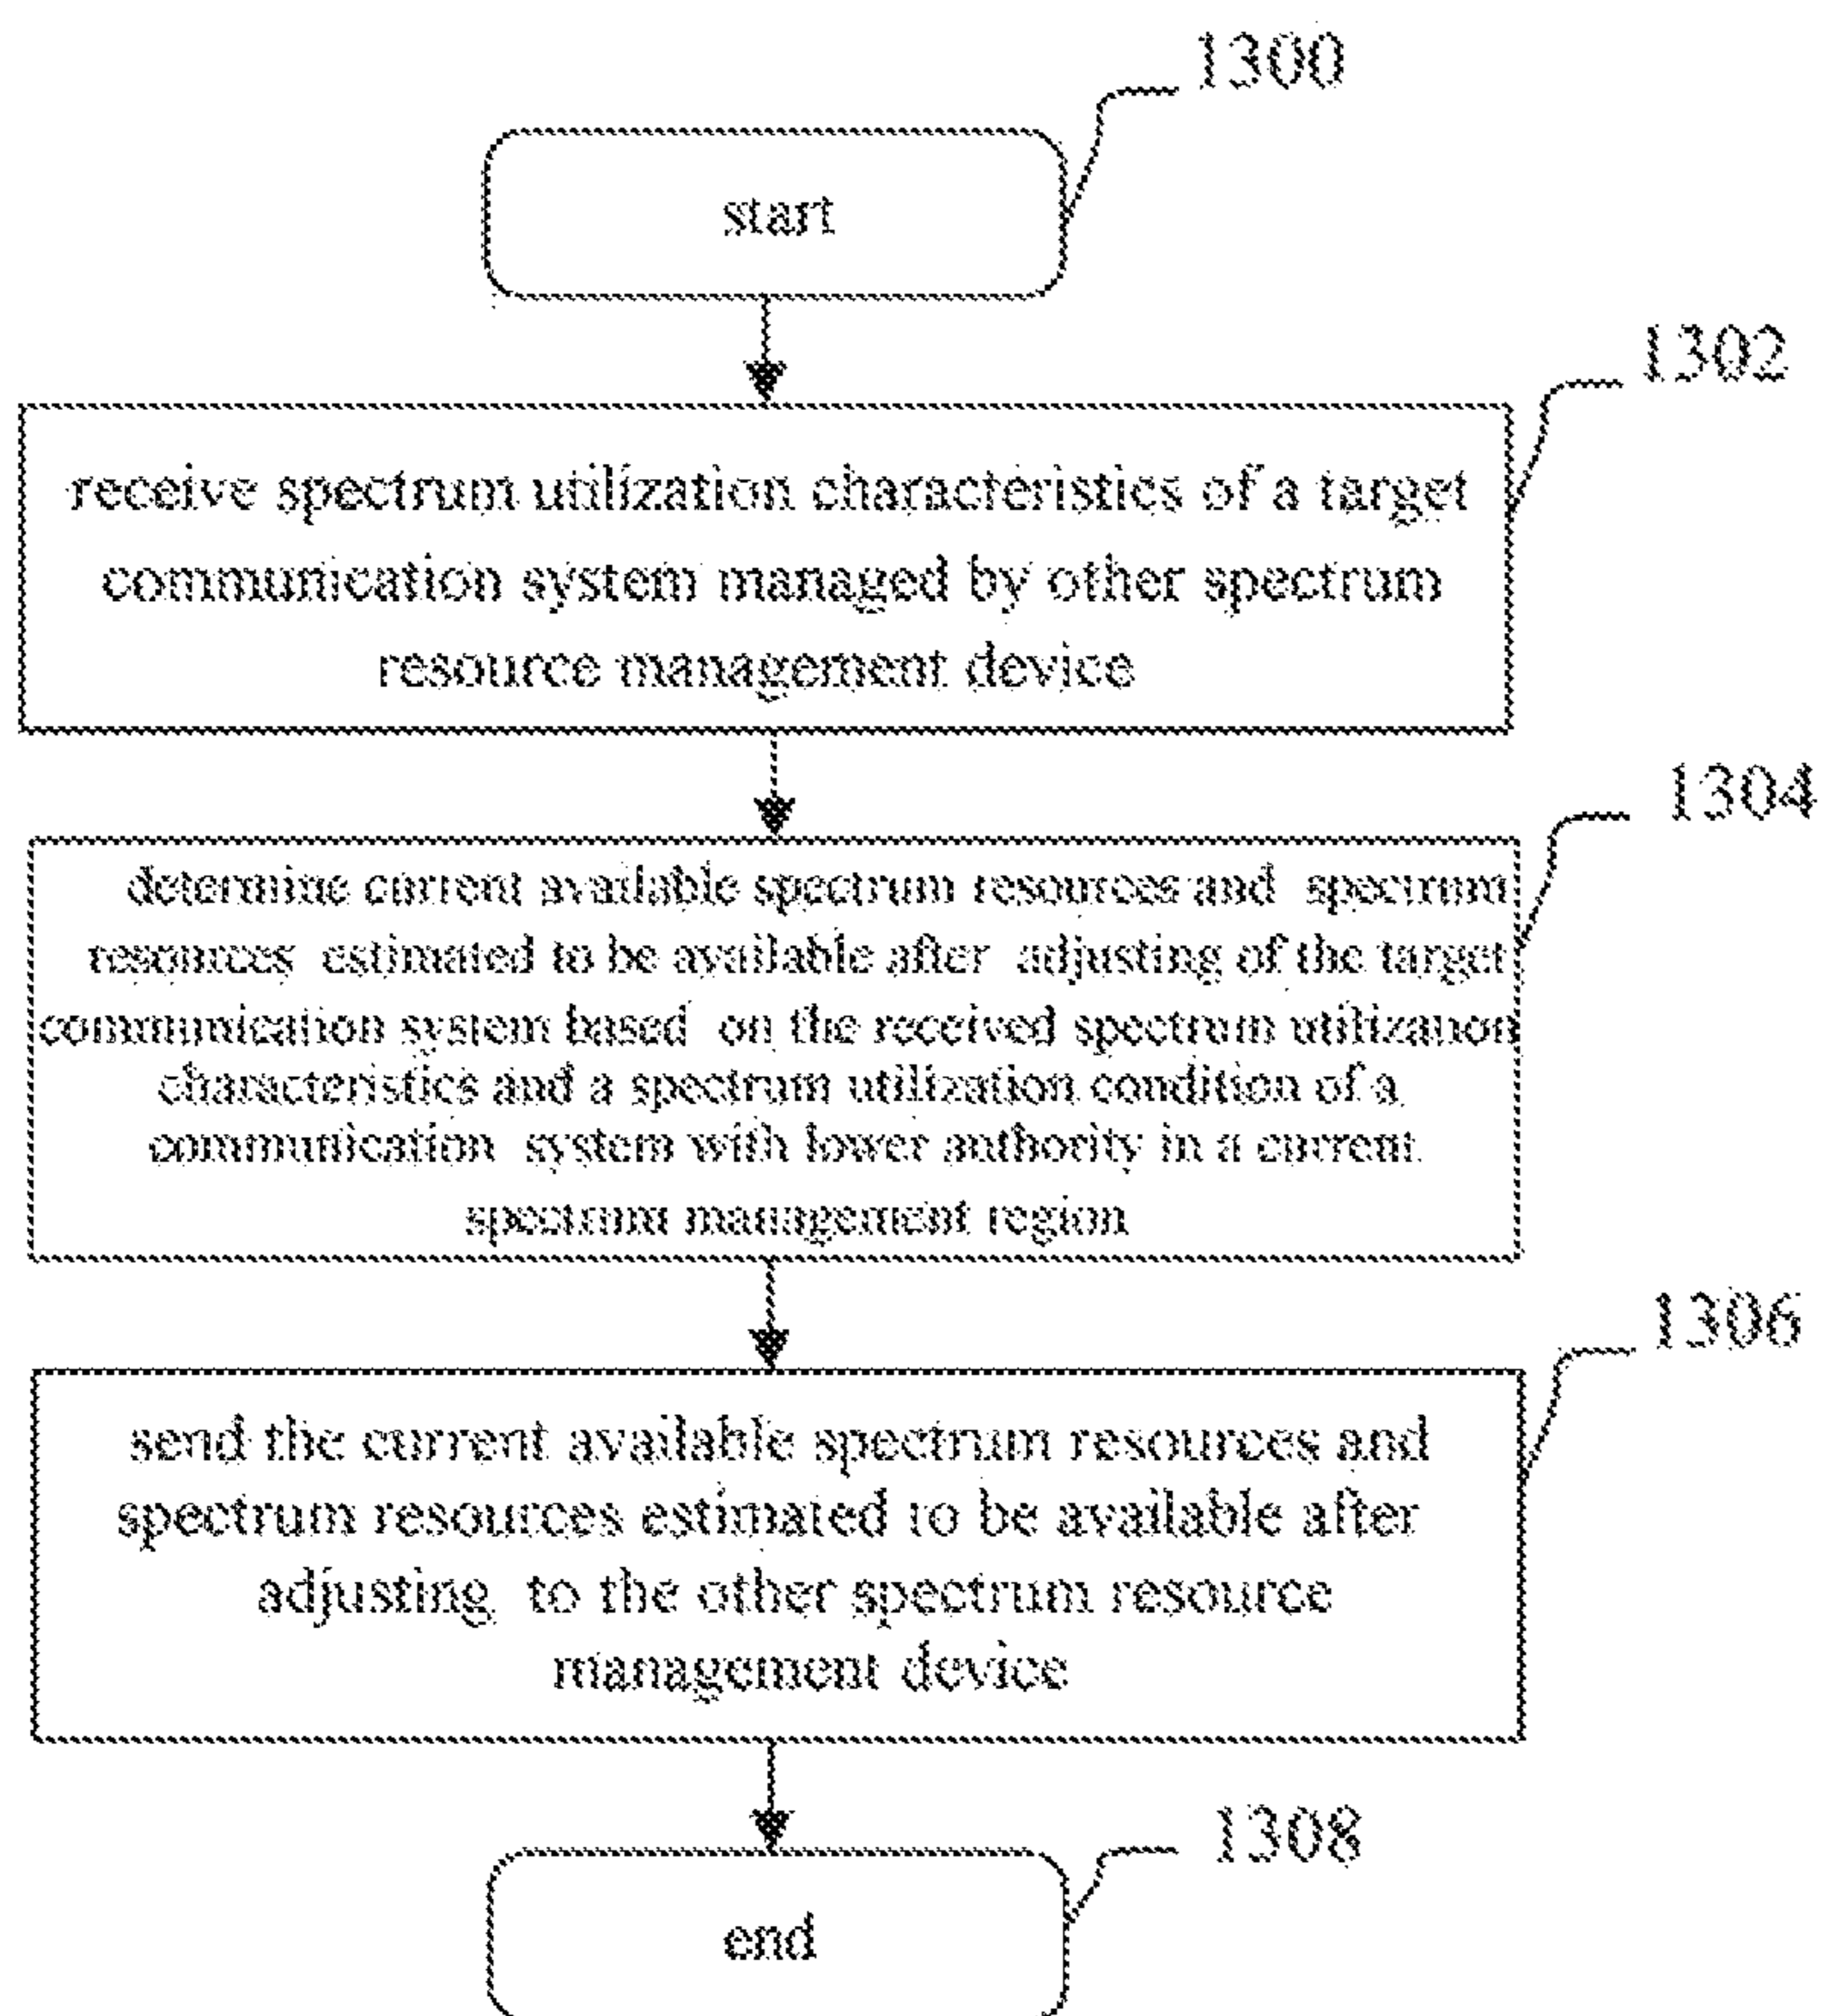 1300
start
1302
receive spectrum utilization characteristics of a target
communication system managed by other spectrum
resource management device
1304
determine current available spectrum resources and spectrum
resources estimated to be available after adjusting of the target
communication system based on the received spectrum utilization
characteristics and a spectrum utilization condition of a
communication system with lower authority in a current
spectrum management region
1306
send the current available spectrum resources and
spectrum resources estimated to be available after
adjusting to the other spectrum resource
management device
1308
end